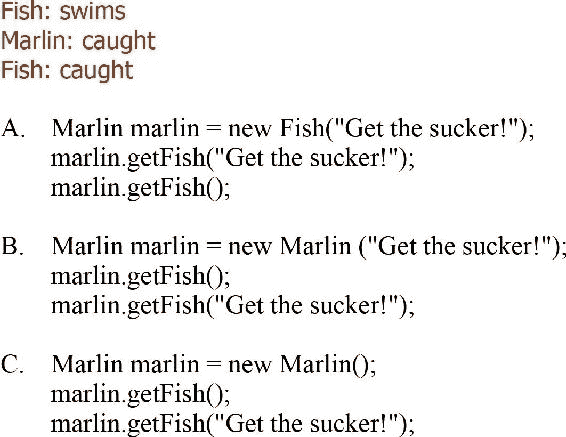 Fish: swims
Marlin: caught
Fish: caught
A. Marlin marlin = new Fish("Get the sucker!");
marlin.getFish("Get the sucker!");
marlin.getFish();
B. Marlin marlin = new Marlin ("Get the sucker!");
marlin.getFish();
marlin.getFish("Get the sucker!");
C. Marlin marlin = new Marlin();
marlin.getFish();
marlin.getFish("Get the sucker!");